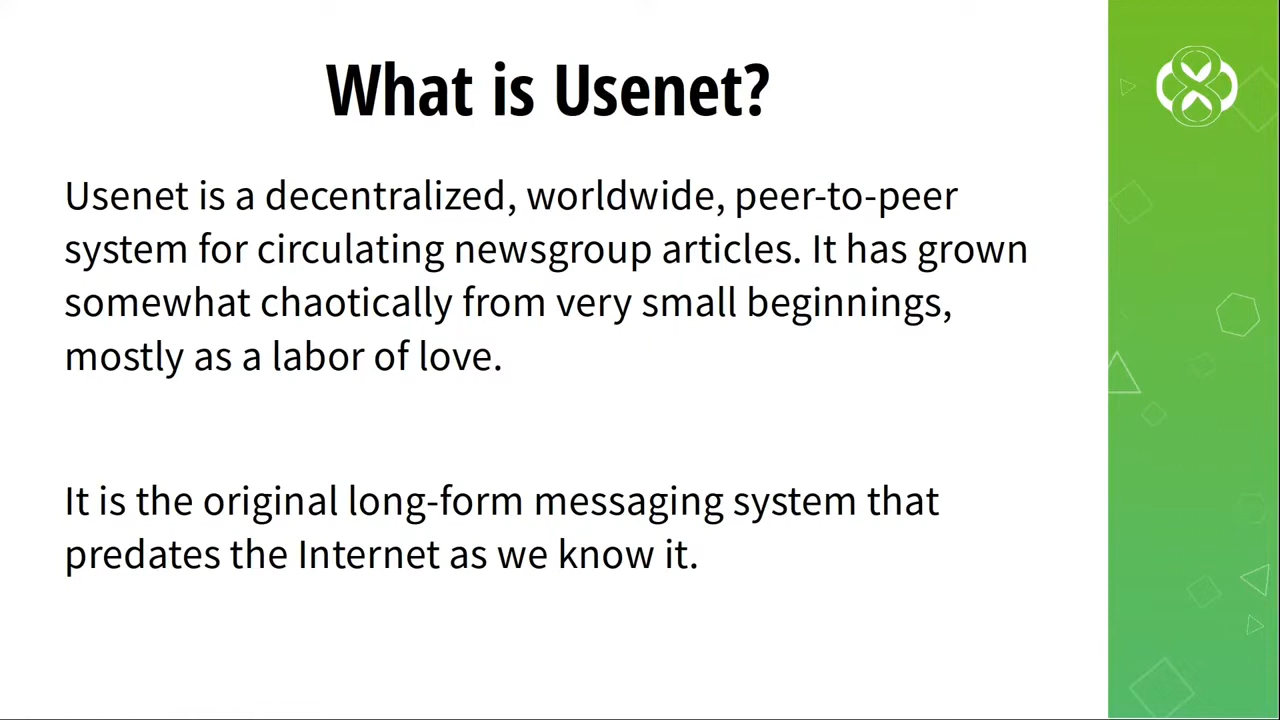 What is Usenet?
Usenet is a decentralized, worldwide, peer-to-peer
system for circulating newsgroup articles. It has grown
somewhat chaotically from very small beginnings,
mostly as a labor of love.
It is the original long-form messaging system that
predates the Internet as we know it.